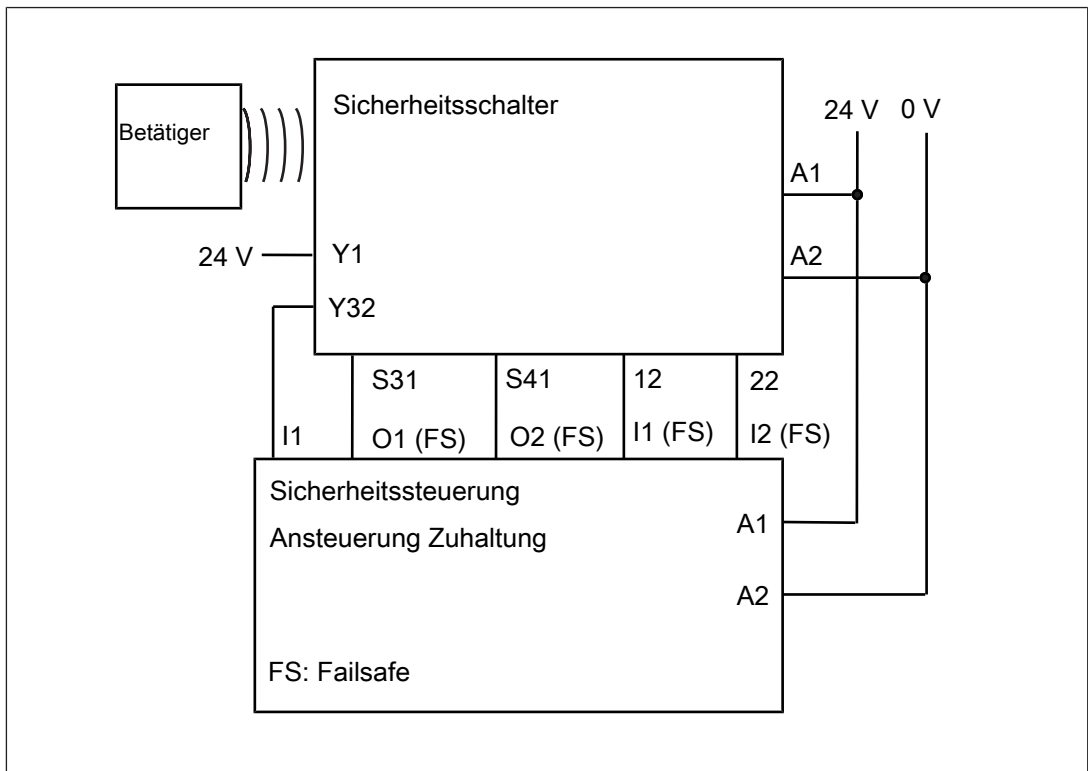 Betätiger
Sicherheitsschalter
24 V 0 V
A1
24 V Y1
A2
Y32
S31 S41 12 22
I1 O1 (FS) O2 (FS) I1 (FS) I2 (FS)
Sicherheitssteuerung
Ansteuerung Zuhaltung
A1
A2
FS: Failsafe